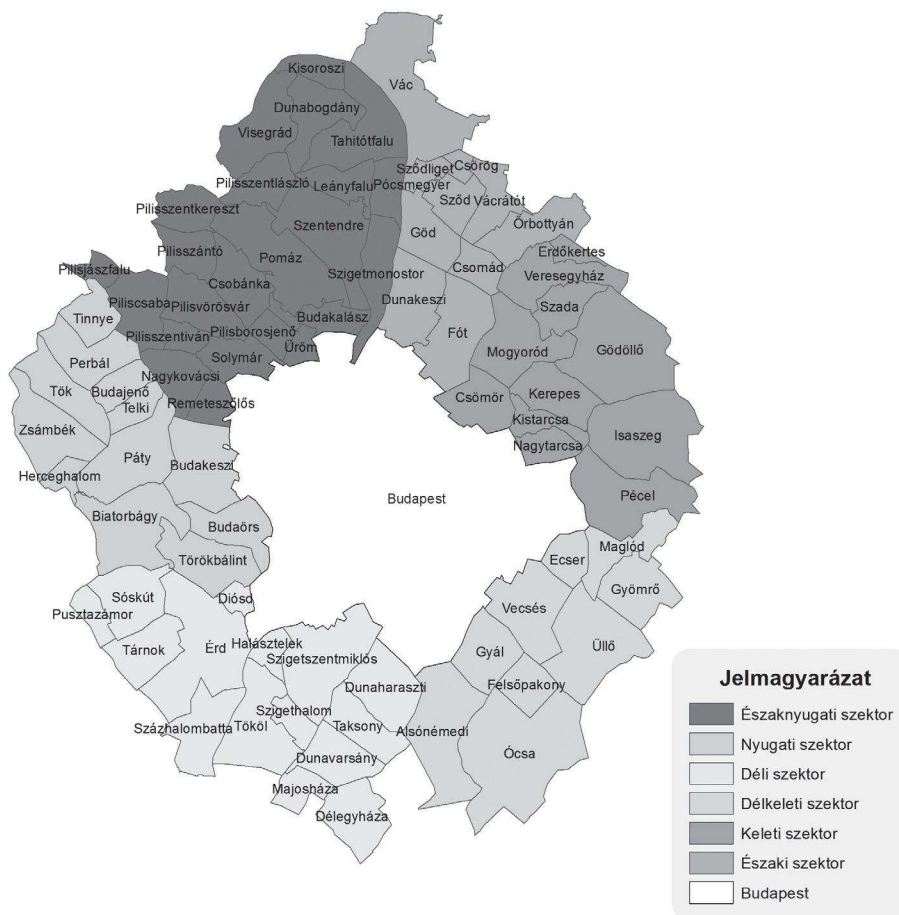 Kisoroszi
Vác
Dunabogdány
Visegrád
Tahitótfalu
Sződliget
Csörög
Pilisszentlászló
Leányfalu
Pócsmegyer
Sződ
Vácrátót
Pilisszentkereszt
Szentendre
Őrbottyán
Göd
Pilisszántó
Pomáz
Erdőkertes
Csomád
Pilisjászfalu
Szigetmonostor
Veresegyház
Csobánka
Piliscsaba
Pilisvörösvár
Dunakeszi
Szada
Tinnye
Budakalász
Pilisszentiván
Pilisborosjenő
Fót
Üröm
Mogyoród
Gödöllő
Solymár
Perbál
Nagykovácsi
Tök
Budajenő
Telki
Remeteszőlős
Csömör
Kerepes
Kistarcsa
Zsámbék
Isaszeg
Nagytarcsa
Páty
Budakeszi
Herceghalom
Pécel
Budapest
Biatorbágy
Budaörs
Maglód
Törökbálint
Ecser
Gyömrő
Sóskút
Diósd
Pusztazámor
Vecsés
Halásztelek
Üllő
Tárnok
Érd
Szigetszentmiklós
Gyál
Dunaharaszti
Felsőpakony
Szigethalom
Százhalombatta
Tököl
Taksony
Alsónémedi
Ócsa
Dunavarsány
Majosháza
Délegyháza
Jelmagyarázat
Északnyugati szektor
Nyugati szektor
Déli szektor
Délkeleti szektor
Keleti szektor
Északi szektor
Budapest